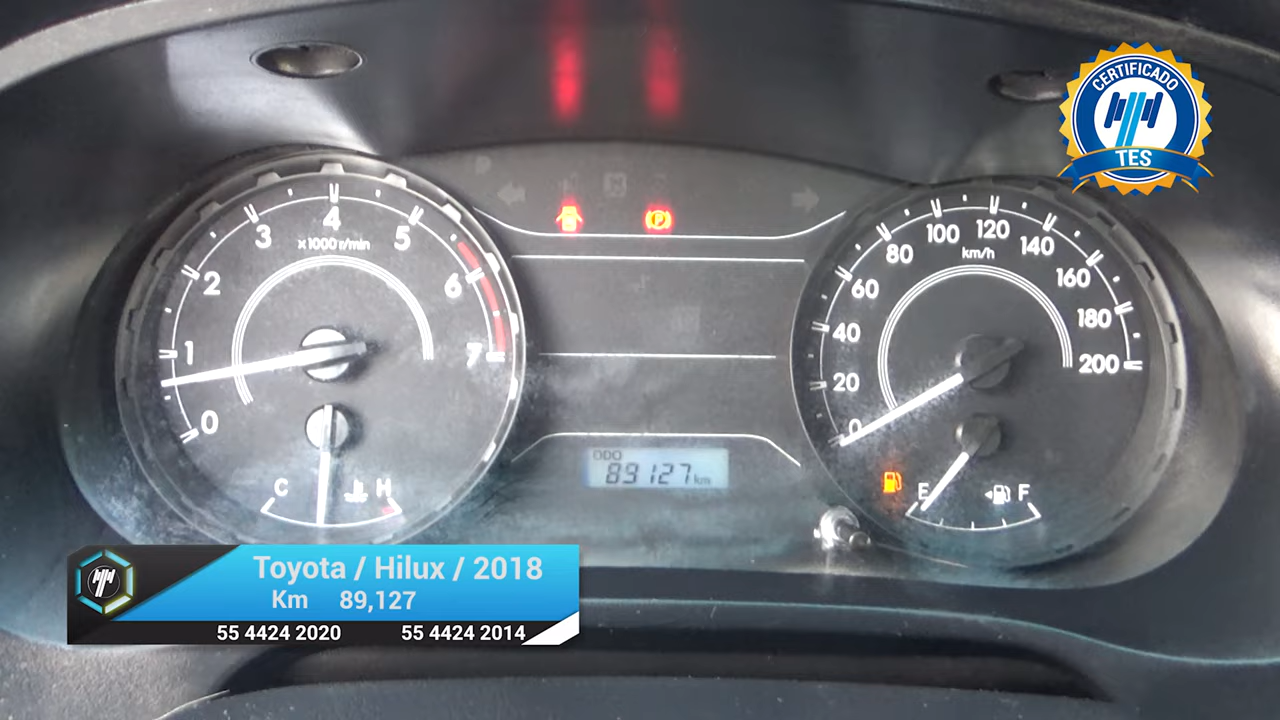 CERTIFICADO
TES
0 1 2 3 4 5 6 7
x1000 r/min
C H
ODO
89127 km
0 20 40 60 80 100 120 140 160 180 200
km/h
E F
P
Toyota / Hilux / 2018
Km 89,127
55 4424 2020 55 4424 2014